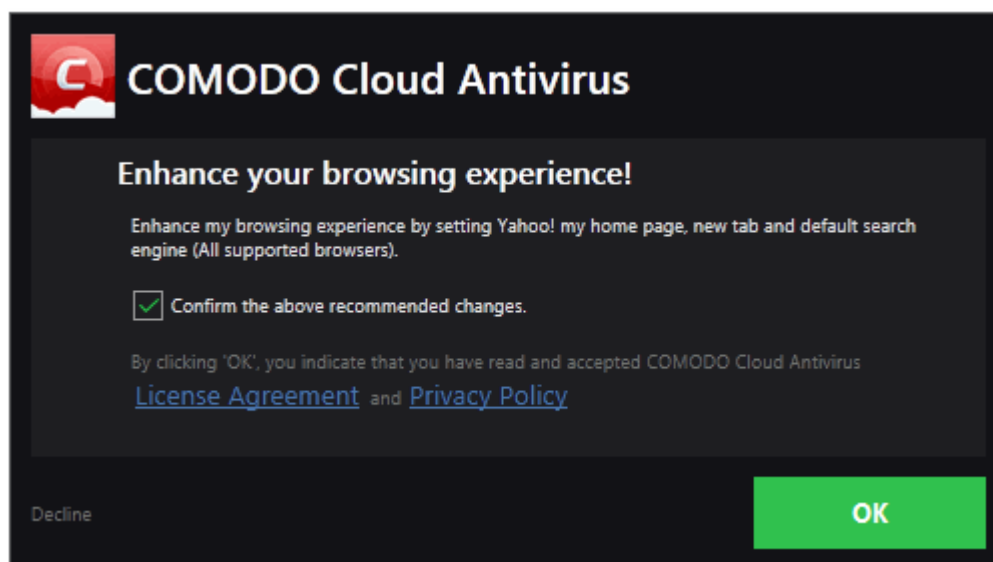 COMODO Cloud Antivirus
Enhance your browsing experience!
Enhance my browsing experience by setting Yahoo! my home page, new tab and default search
engine (All supported browsers).
Confirm the above recommended changes.
By clicking 'OK', you indicate that you have read and accepted COMODO Cloud Antivirus
License Agreement and Privacy Policy
Decline
OK